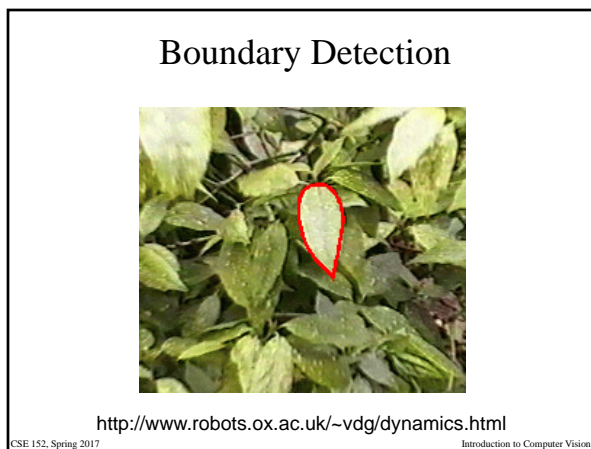 Boundary Detection
http://www.robots.ox.ac.uk/~vdg/dynamics.html
CSE 152, Spring 2017
Introduction to Computer Vision